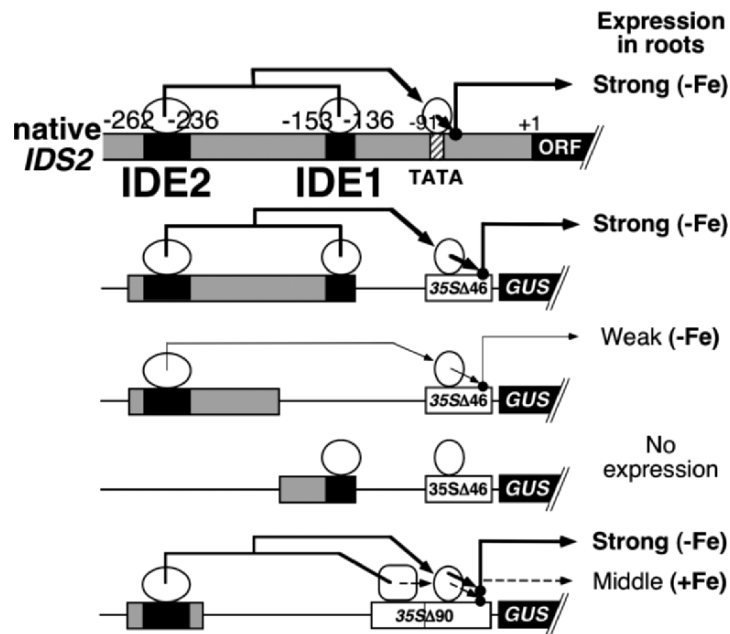 Expression
in roots
Strong (-Fe)
-262 -236 -153 -136 -91 +1
native
IDS2
ORF
IDE2 IDE1 TATA
Strong (-Fe)
35SΔ46 GUS
Weak (-Fe)
35SΔ46 GUS
No
expression
35SΔ46 GUS
Strong (-Fe)
Middle (+Fe)
35SΔ90 GUS